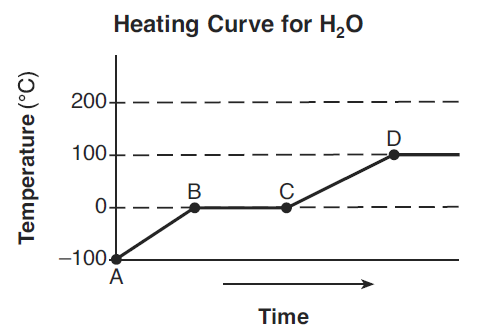 Heating Curve for H₂O
Temperature (°C)
200
100
0
–100
A
B
C
D
Time